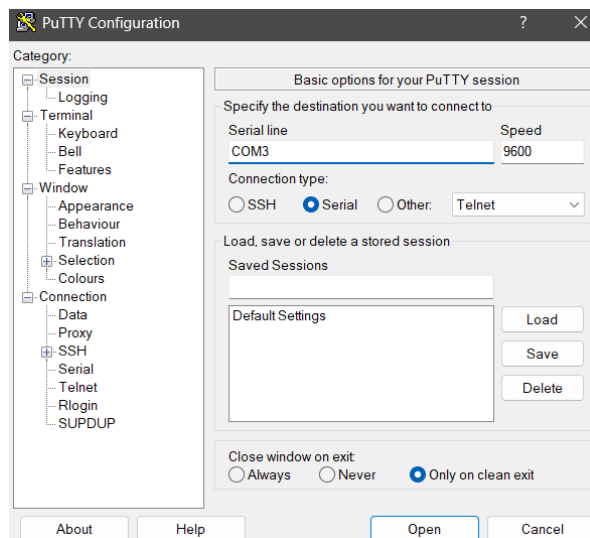 PuTTY Configuration ? ×
Category:
Session
Logging
Terminal
Keyboard
Bell
Features
Window
Appearance
Behaviour
Translation
Selection
Colours
Connection
Data
Proxy
SSH
Serial
Telnet
Rlogin
SUPDUP
Basic options for your PuTTY session
Specify the destination you want to connect to
Serial line Speed
COM3 9600
Connection type:
SSH Serial Other: Telnet
Load, save or delete a stored session
Saved Sessions
Default Settings
Load
Save
Delete
Close window on exit:
Always Never Only on clean exit
About Help Open Cancel